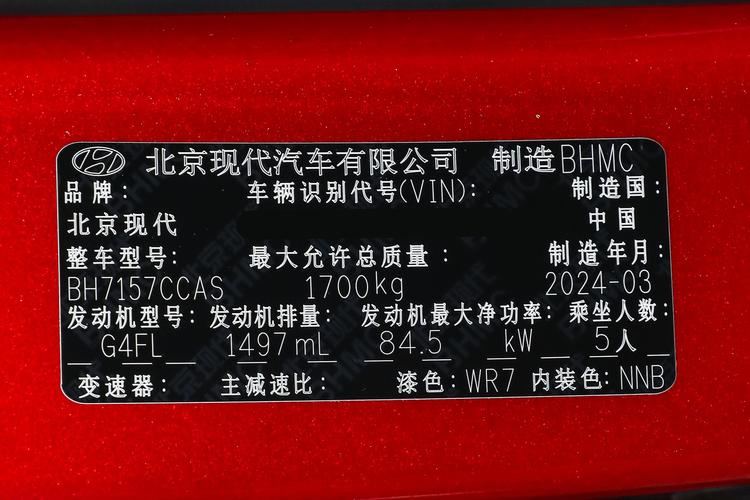 北京现代汽车有限公司 制造BHMC
品牌: 车辆识别代号(VIN): 制造国:
北京现代 中国
整车型号: 最大允许总质量: 制造年月:
BH7157CCAS 1700kg 2024-03
发动机型号: 发动机排量: 发动机最大净功率: 乘坐人数:
G4FL 1497mL 84.5 kW 5人
变速器: 主减速比: 漆色: WR7 内装色: NNB